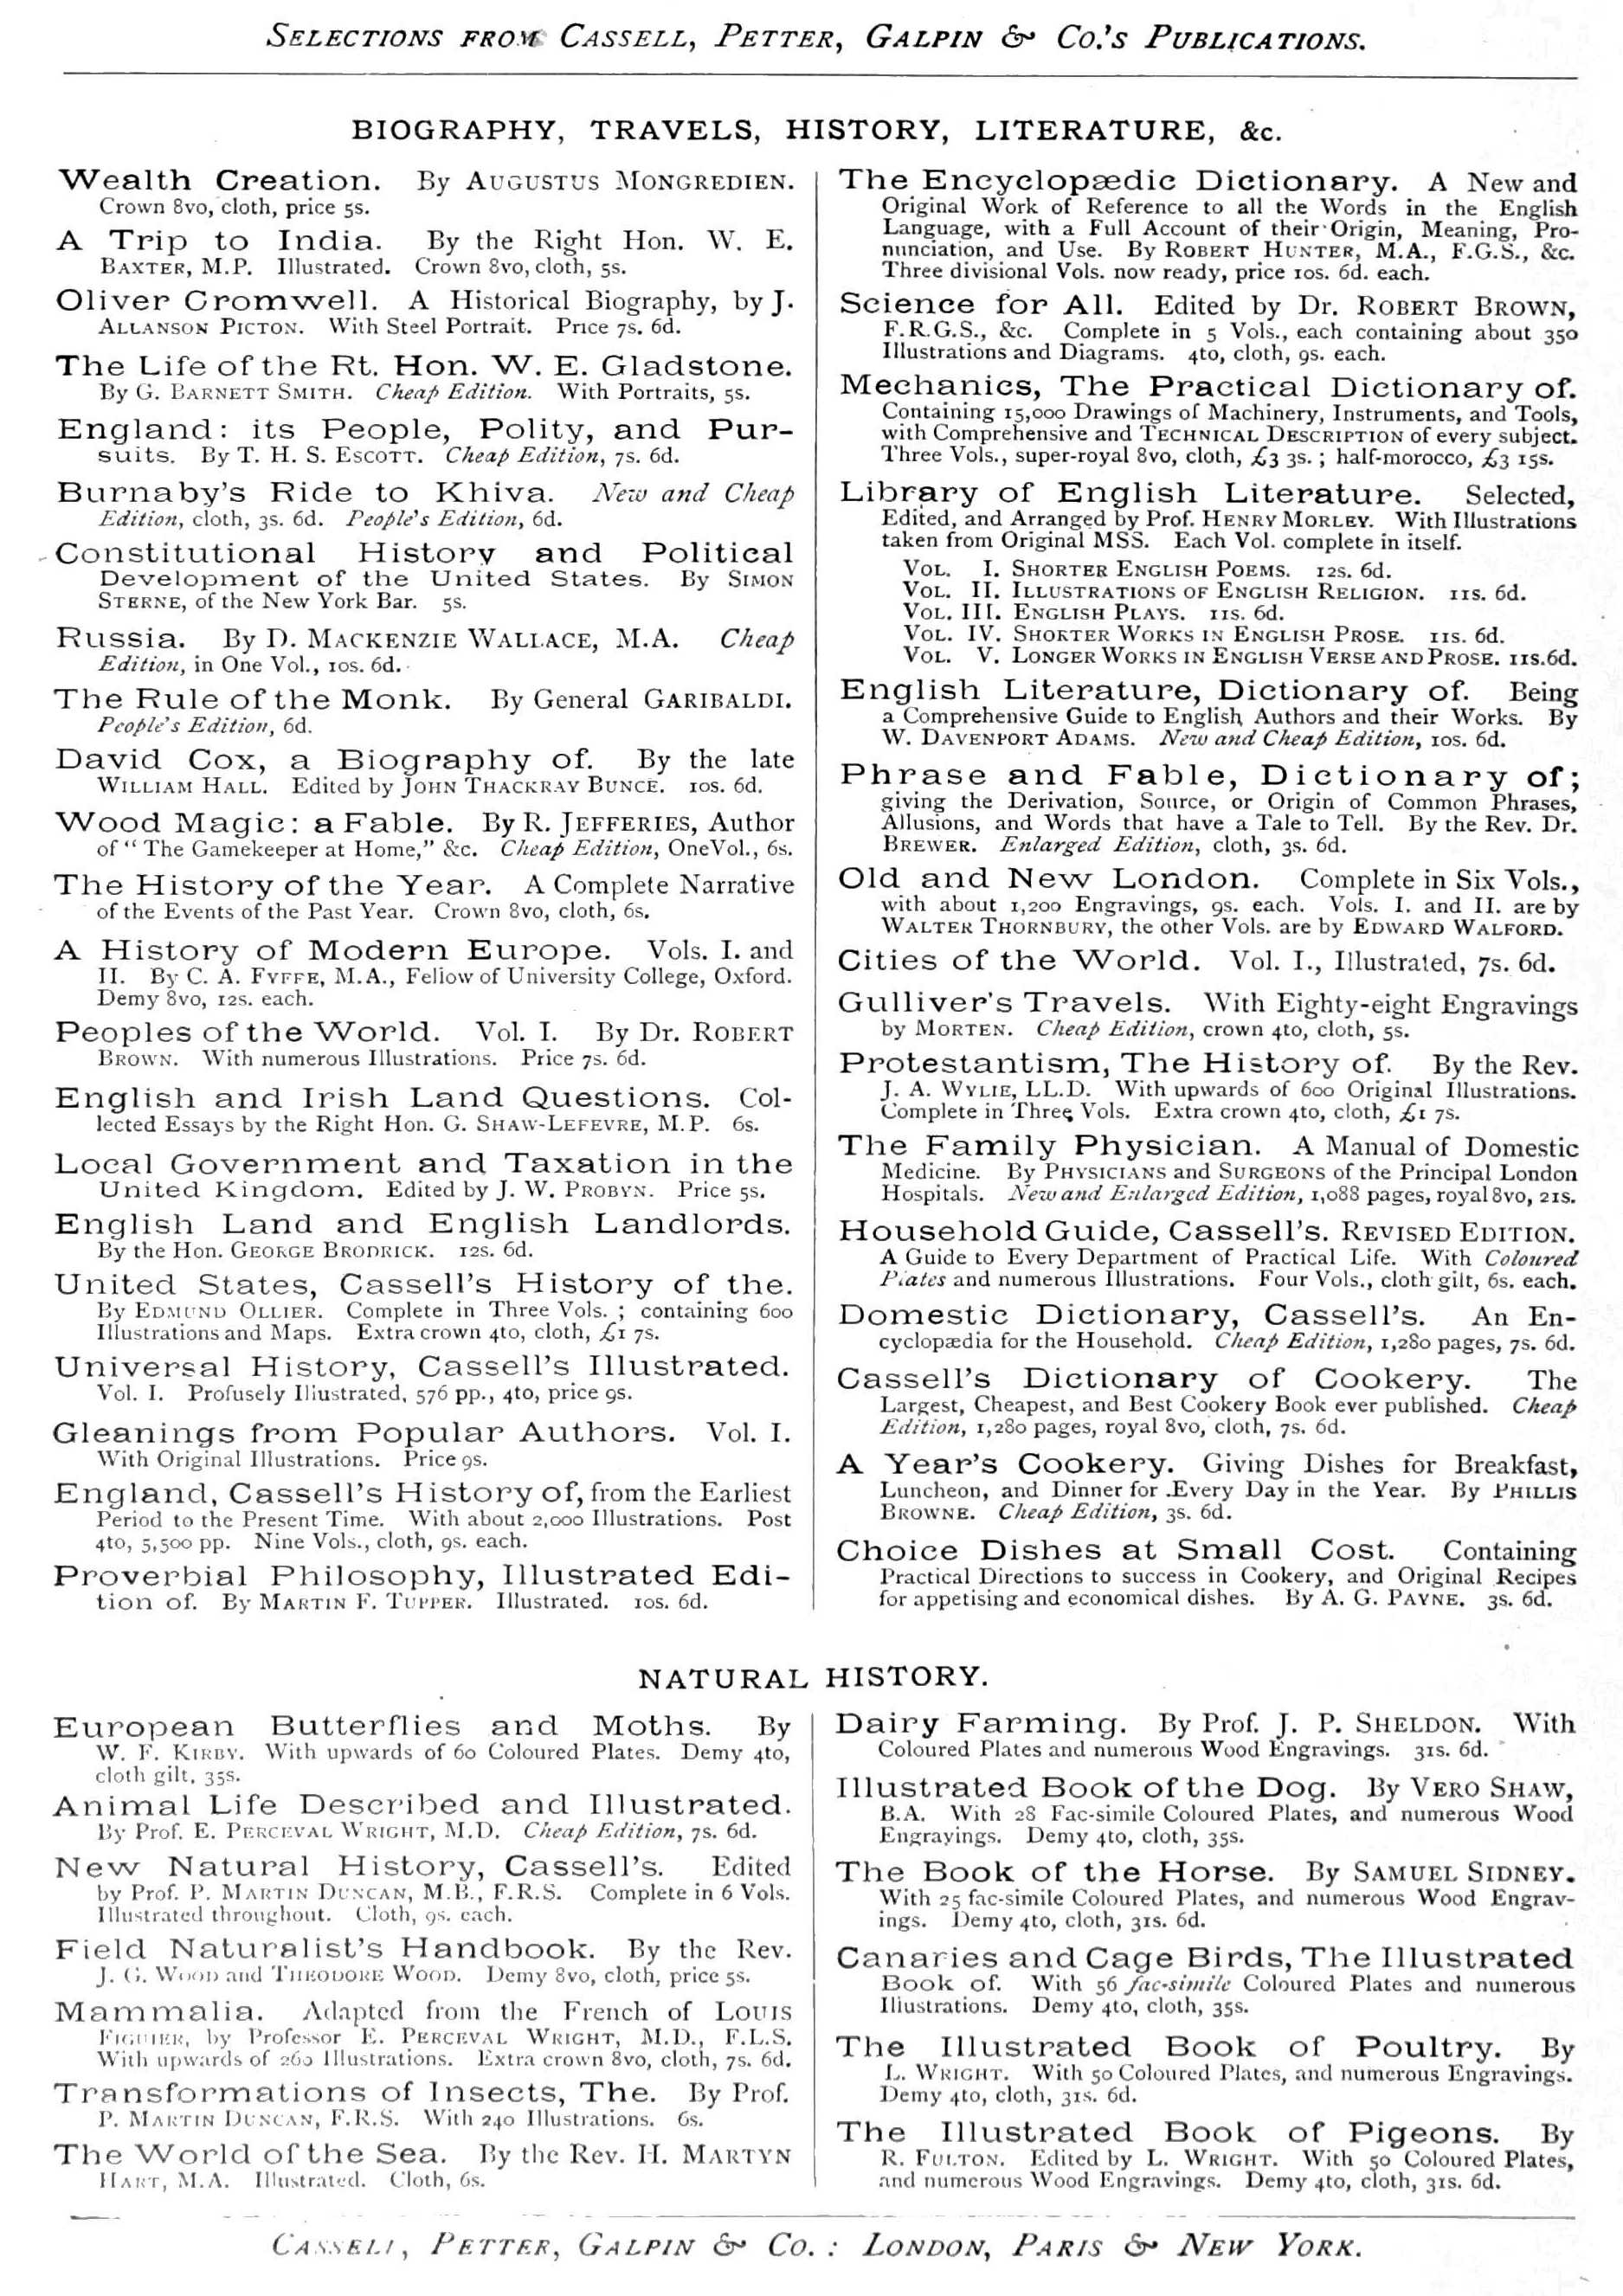 SELECTIONS FROM CASSELL, PETTER, GALPIN & CO.'S PUBLICATIONS.
BIOGRAPHY, TRAVELS, HISTORY, LITERATURE, &c.
Wealth Creation. By AUGUSTUS MONGREDIEN.
Crown 8vo, cloth, price 5s.
A Trip to India. By the Right Hon. W. E.
BAXTER, M.P. Illustrated. Crown 8vo, cloth, 5s.
Oliver Cromwell. A Historical Biography, by J.
ALLANSON PICTON. With Steel Portrait. Price 7s. 6d.
The Life of the Rt. Hon. W. E. Gladstone.
By G. BARNETT SMITH. Cheap Edition. With Portraits, 5s.
England: its People, Polity, and Pur-
suits. By T. H. S. ESCOTT. Cheap Edition, 7s. 6d.
Burnaby's Ride to Khiva. New and Cheap
Edition, cloth, 3s. 6d. People's Edition, 6d.
Constitutional History and Political
Development of the United States. By SIMON
STERNE, of the New York Bar. 5s.
Russia. By D. MACKENZIE WALLACE, M.A. Cheap
Edition, in One Vol., 10s. 6d.
The Rule of the Monk. By General GARIBALDI.
People's Edition, 6d.
David Cox, a Biography of. By the late
WILLIAM HALL. Edited by JOHN THACKRAY BUNCE. 10s. 6d.
Wood Magic: a Fable. By R. JEFFERIES, Author
of "The Gamekeeper at Home," &c. Cheap Edition, One Vol., 6s.
The History of the Year. A Complete Narrative
of the Events of the Past Year. Crown 8vo, cloth, 6s.
A History of Modern Europe. Vols. I. and
II. By C. A. FYFFE, M.A., Fellow of University College, Oxford.
Demy 8vo, 12s. each.
Peoples of the World. Vol. I. By Dr. ROBERT
BROWN. With numerous Illustrations. Price 7s. 6d.
English and Irish Land Questions. Col-
lected Essays by the Right Hon. G. SHAW-LEFEVRE, M.P. 6s.
Local Government and Taxation in the
United Kingdom. Edited by J. W. PROBYN. Price 5s.
English Land and English Landlords.
By the Hon. GEORGE BRODRICK. 12s. 6d.
United States, Cassell's History of the.
By EDMUND OLLIER. Complete in Three Vols.; containing 600
Illustrations and Maps. Extra crown 4to, cloth, £1 7s.
Universal History, Cassell's Illustrated.
Vol. I. Profusely Illustrated, 576 pp., 4to, price 9s.
Gleanings from Popular Authors. Vol. I.
With Original Illustrations. Price 9s.
England, Cassell's History of, from the Earliest
Period to the Present Time. With about 2,000 Illustrations. Post
4to, 5,500 pp. Nine Vols., cloth, 9s. each.
Proverbial Philosophy, Illustrated Edi-
tion of. By MARTIN F. TUPPER. Illustrated. 10s. 6d.
The Encyclopædic Dictionary. A New and
Original Work of Reference to all the Words in the English
Language, with a Full Account of their Origin, Meaning, Pro-
nunciation, and Use. By ROBERT HUNTER, M.A., F.G.S., &c.
Three divisional Vols. now ready, price 10s. 6d. each.
Science for All. Edited by Dr. ROBERT BROWN,
F.R.G.S., &c. Complete in 5 Vols., each containing about 350
Illustrations and Diagrams. 4to, cloth, 9s. each.
Mechanics, The Practical Dictionary of.
Containing 15,000 Drawings of Machinery, Instruments, and Tools,
with Comprehensive and TECHNICAL DESCRIPTION of every subject.
Three Vols., super-royal 8vo, cloth, £3 3s.; half-morocco, £3 15s.
Library of English Literature. Selected,
Edited, and Arranged by Prof. HENRY MORLEY. With Illustrations
taken from Original MSS. Each Vol. complete in itself.
VOL. I. SHORTER ENGLISH POEMS. 12s. 6d.
VOL. II. ILLUSTRATIONS OF ENGLISH RELIGION. 11s. 6d.
VOL. III. ENGLISH PLAYS. 11s. 6d.
VOL. IV. SHORTER WORKS IN ENGLISH PROSE. 11s. 6d.
VOL. V. LONGER WORKS IN ENGLISH VERSE AND PROSE. 11s. 6d.
English Literature, Dictionary of. Being
a Comprehensive Guide to English Authors and their Works. By
W. DAVENPORT ADAMS. New and Cheap Edition, 10s. 6d.
Phrase and Fable, Dictionary of;
giving the Derivation, Source, or Origin of Common Phrases,
Allusions, and Words that have a Tale to Tell. By the Rev. Dr.
BREWER. Enlarged Edition, cloth, 3s. 6d.
Old and New London. Complete in Six Vols.,
with about 1,200 Engravings, 9s. each. Vols. I. and II. are by
WALTER THORNBURY, the other Vols. are by EDWARD WALFORD.
Cities of the World. Vol. I., Illustrated, 7s. 6d.
Gulliver's Travels. With Eighty-eight Engravings
by MORTEN. Cheap Edition, crown 4to, cloth, 5s.
Protestantism, The History of. By the Rev.
J. A. WYLIE, LL.D. With upwards of 600 Original Illustrations.
Complete in Three Vols. Extra crown 4to, cloth, £1 7s.
The Family Physician. A Manual of Domestic
Medicine. By PHYSICIANS and SURGEONS of the Principal London
Hospitals. New and Enlarged Edition, 1,088 pages, royal 8vo, 21s.
Household Guide, Cassell's. REVISED EDITION.
A Guide to Every Department of Practical Life. With Coloured
Plates and numerous Illustrations. Four Vols., cloth gilt, 6s. each.
Domestic Dictionary, Cassell's. An En-
cyclopædia for the Household. Cheap Edition, 1,280 pages, 7s. 6d.
Cassell's Dictionary of Cookery. The
Largest, Cheapest, and Best Cookery Book ever published. Cheap
Edition, 1,280 pages, royal 8vo, cloth, 7s. 6d.
A Year's Cookery. Giving Dishes for Breakfast,
Luncheon, and Dinner for Every Day in the Year. By PHILLIS
BROWNE. Cheap Edition, 3s. 6d.
Choice Dishes at Small Cost. Containing
Practical Directions to success in Cookery, and Original Recipes
for appetising and economical dishes. By A. G. PAYNE. 3s. 6d.
NATURAL HISTORY.
European Butterflies and Moths. By
W. F. KIRBY. With upwards of 60 Coloured Plates. Demy 4to,
cloth gilt, 35s.
Animal Life Described and Illustrated.
By Prof. E. PERCEVAL WRIGHT, M.D. Cheap Edition, 7s. 6d.
New Natural History, Cassell's. Edited
by Prof. P. MARTIN DUNCAN, M.B., F.R.S. Complete in 6 Vols.
Illustrated throughout. Cloth, 9s. each.
Field Naturalist's Handbook. By the Rev.
J. G. WOOD and THEODORE WOOD. Demy 8vo, cloth, price 5s.
Mammalia. Adapted from the French of LOUIS
FIGUIER, by Professor E. PERCEVAL WRIGHT, M.D., F.L.S.
With upwards of 260 Illustrations. Extra crown 8vo, cloth, 7s. 6d.
Transformations of Insects, The. By Prof.
P. MARTIN DUNCAN, F.R.S. With 240 Illustrations. 6s.
The World of the Sea. By the Rev. H. MARTYN
HART, M.A. Illustrated. Cloth, 6s.
Dairy Farming. By Prof. J. P. SHELDON. With
Coloured Plates and numerous Wood Engravings. 31s. 6d.
Illustrated Book of the Dog. By VERO SHAW,
B.A. With 28 Fac-simile Coloured Plates, and numerous Wood
Engravings. Demy 4to, cloth, 35s.
The Book of the Horse. By SAMUEL SIDNEY.
With 25 fac-simile Coloured Plates, and numerous Wood Engrav-
ings. Demy 4to, cloth, 31s. 6d.
Canaries and Cage Birds, The Illustrated
Book of. With 56 fac-simile Coloured Plates and numerous
Illustrations. Demy 4to, cloth, 35s.
The Illustrated Book of Poultry. By
L. WRIGHT. With 50 Coloured Plates, and numerous Engravings.
Demy 4to, cloth, 31s. 6d.
The Illustrated Book of Pigeons. By
R. FULTON. Edited by L. WRIGHT. With 50 Coloured Plates,
and numerous Wood Engravings. Demy 4to, cloth, 31s. 6d.
CASSELL, PETTER, GALPIN & CO.: LONDON, PARIS & NEW YORK.